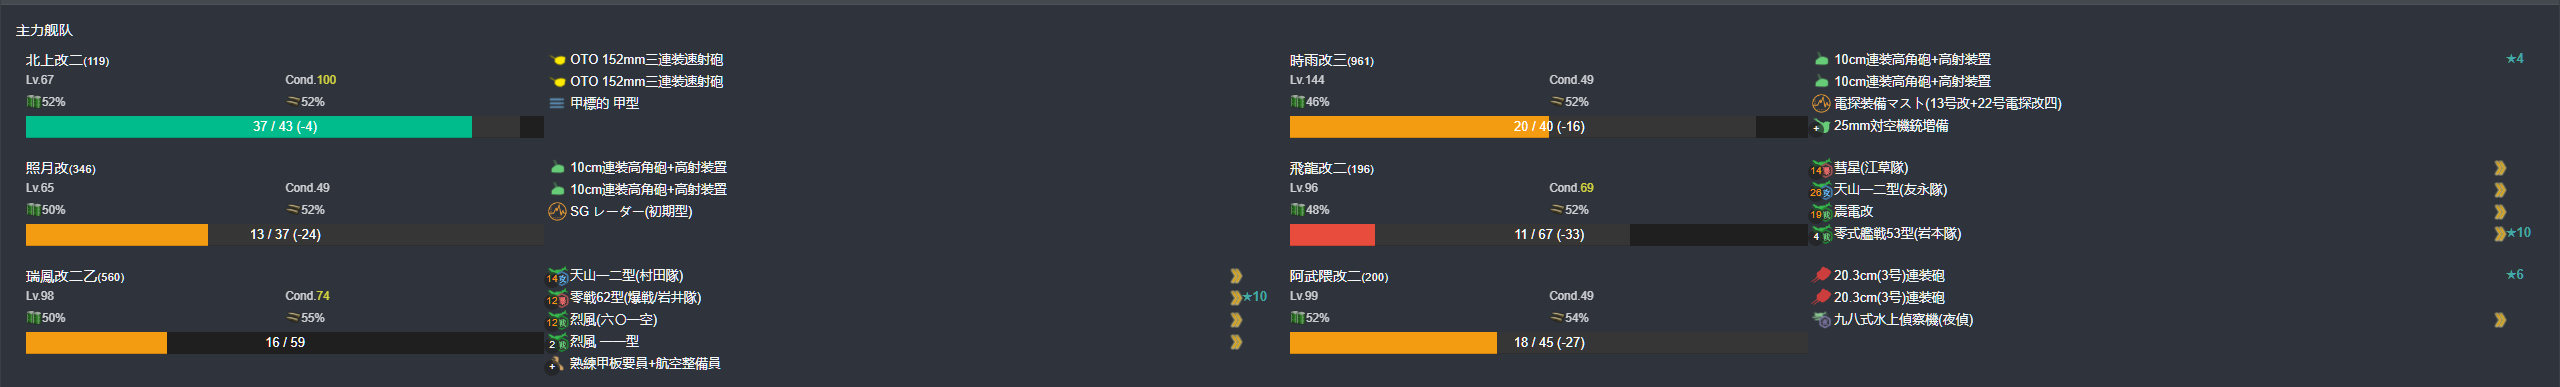 主力舰队
北上改二(119)
Lv.67 Cond.100
52% 52%
37 / 43 (-4)
OTO 152mm三連装速射砲
OTO 152mm三連装速射砲
甲標的 甲型
時雨改三(961)
Lv.144 Cond.49
46% 52%
20 / 40 (-16)
10cm連装高角砲+高射装置 ★4
10cm連装高角砲+高射装置
電探装備マスト(13号改+22号電探改四)
+ 25mm対空機銃増備
照月改(346)
Lv.65 Cond.49
50% 52%
13 / 37 (-24)
10cm連装高角砲+高射装置
10cm連装高角砲+高射装置
SG レーダー(初期型)
飛龍改二(196)
Lv.96 Cond.69
48% 52%
11 / 67 (-33)
14 彗星(江草隊)
26 天山一二型(友永隊)
19 震電改
4 零式艦戦53型(岩本隊) ★10
瑞鳳改二乙(560)
Lv.98 Cond.74
50% 55%
16 / 59
14 天山一二型(村田隊)
12 零戦62型(爆戦/岩井隊) ★10
12 烈風(六〇一空)
2 烈風 一一型
+ 熟練甲板要員+航空整備員
阿武隈改二(200)
Lv.99 Cond.49
52% 54%
18 / 45 (-27)
20.3cm(3号)連装砲 ★6
20.3cm(3号)連装砲
九八式水上偵察機(夜偵)